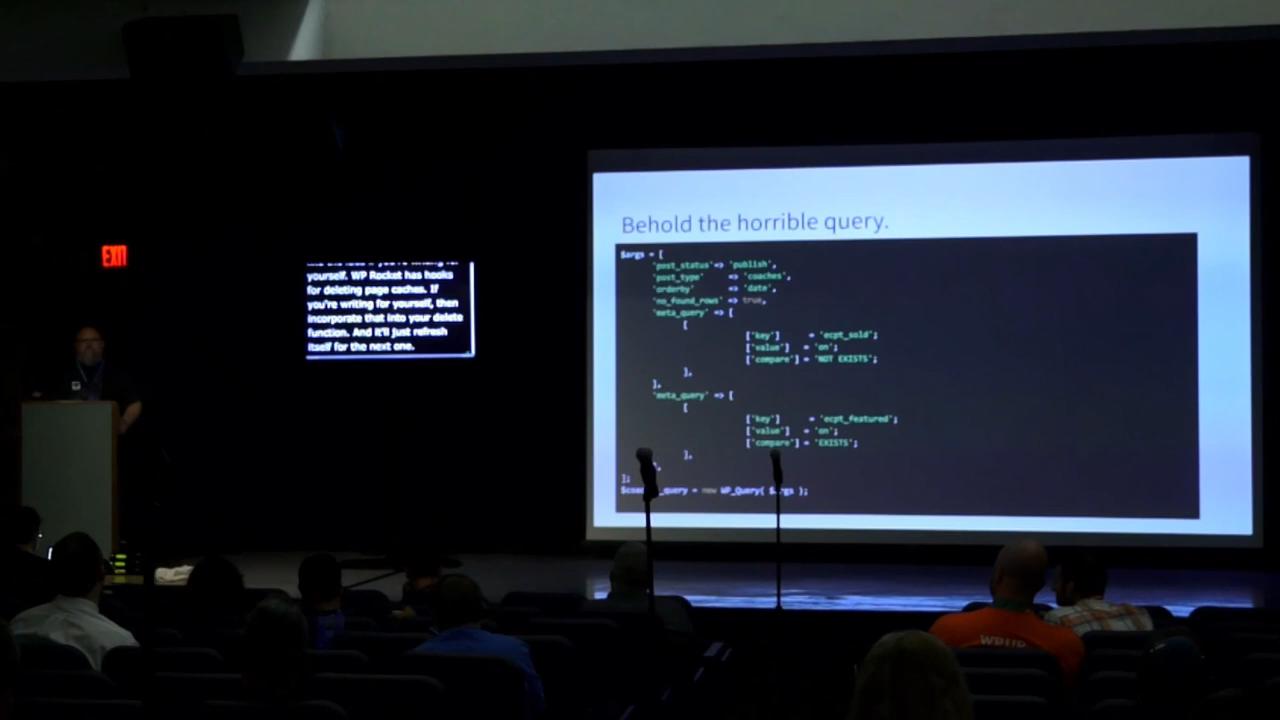 EXIT
yourself. WP Rocket has hooks
for deleting page caches. If
you're writing for yourself, then
incorporate that into your delete
function. And it'll just refresh
itself for the next one.
Behold the horrible query.
$args = [
'post_status'=> 'publish',
'post_type' => 'coaches',
'orderby' => 'date',
'no_found_rows' => true,
'meta_query' => [
[
['key'] = 'ecpt_sold';
['value'] = 'on';
['compare'] = 'NOT EXISTS';
],
],
'meta_query' => [
[
['key'] = 'ecpt_featured';
['value'] = 'on';
['compare'] = 'EXISTS';
],
];
_query = new WP_Query( );